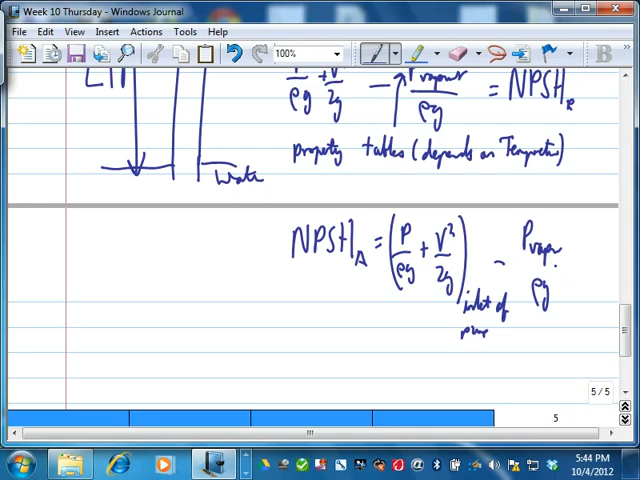 Week 10 Thursday - Windows Journal
File Edit View Insert Actions Tools Help
100%
B
P/ρg + V²/2g — Pvapour/ρg = NPSH_R
property tables (depends on Temperature)
Water
NPSH_A = (P/ρg + V²/2g) inlet of pump - Pvapour/ρg
5 / 5
5
5:44 PM
10/4/2012